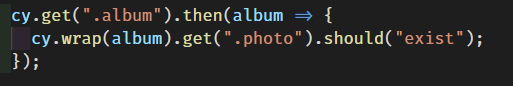 cy.get(".album").then(album => {
  cy.wrap(album).get(".photo").should("exist");
});